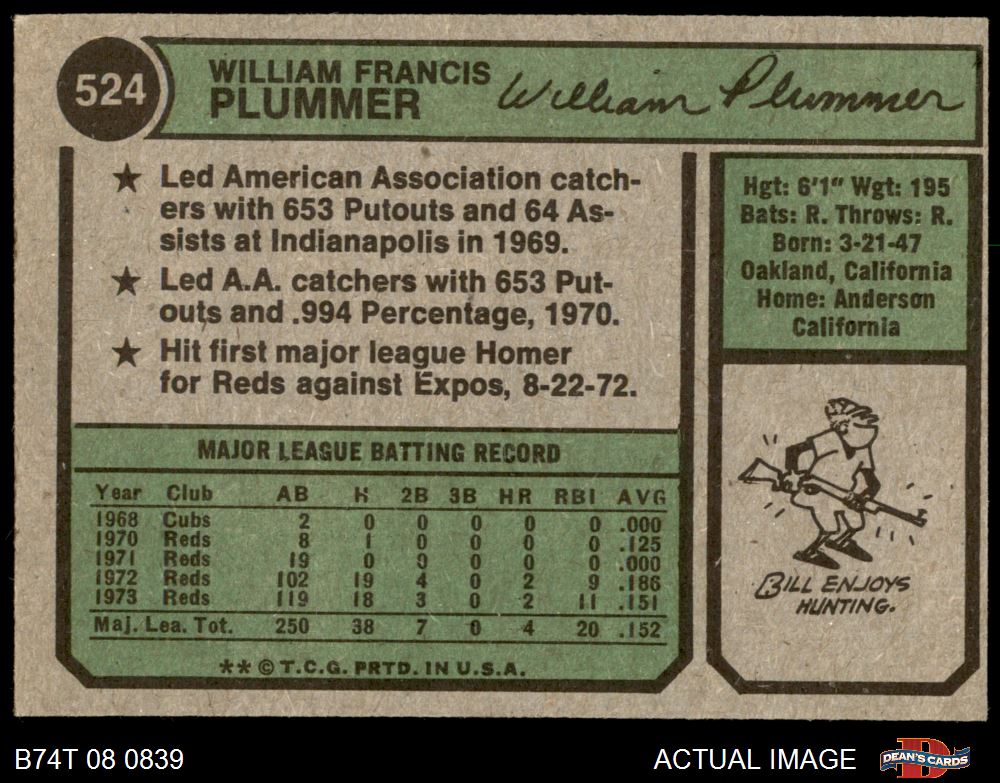 524
WILLIAM FRANCIS
PLUMMER
William Plummer
★ Led American Association catch-
ers with 653 Putouts and 64 As-
sists at Indianapolis in 1969.
★ Led A.A. catchers with 653 Put-
outs and .994 Percentage, 1970.
★ Hit first major league Homer
for Reds against Expos, 8-22-72.
Hgt: 6'1" Wgt: 195
Bats: R. Throws: R.
Born: 3-21-47
Oakland, California
Home: Anderson
California
MAJOR LEAGUE BATTING RECORD
Year Club AB H 2B 3B HR RBI AVG
1968 Cubs 2 0 0 0 0 0 .000
1970 Reds 8 1 0 0 0 0 .125
1971 Reds 19 0 0 0 0 0 .000
1972 Reds 102 19 4 0 2 9 .186
1973 Reds 119 18 3 0 2 11 .151
Maj. Lea. Tot. 250 38 7 0 4 20 .152
** © T.C.G. PRTD. IN U.S.A.
BILL ENJOYS
HUNTING.
B74T 08 0839
ACTUAL IMAGE
DEAN'S CARDS